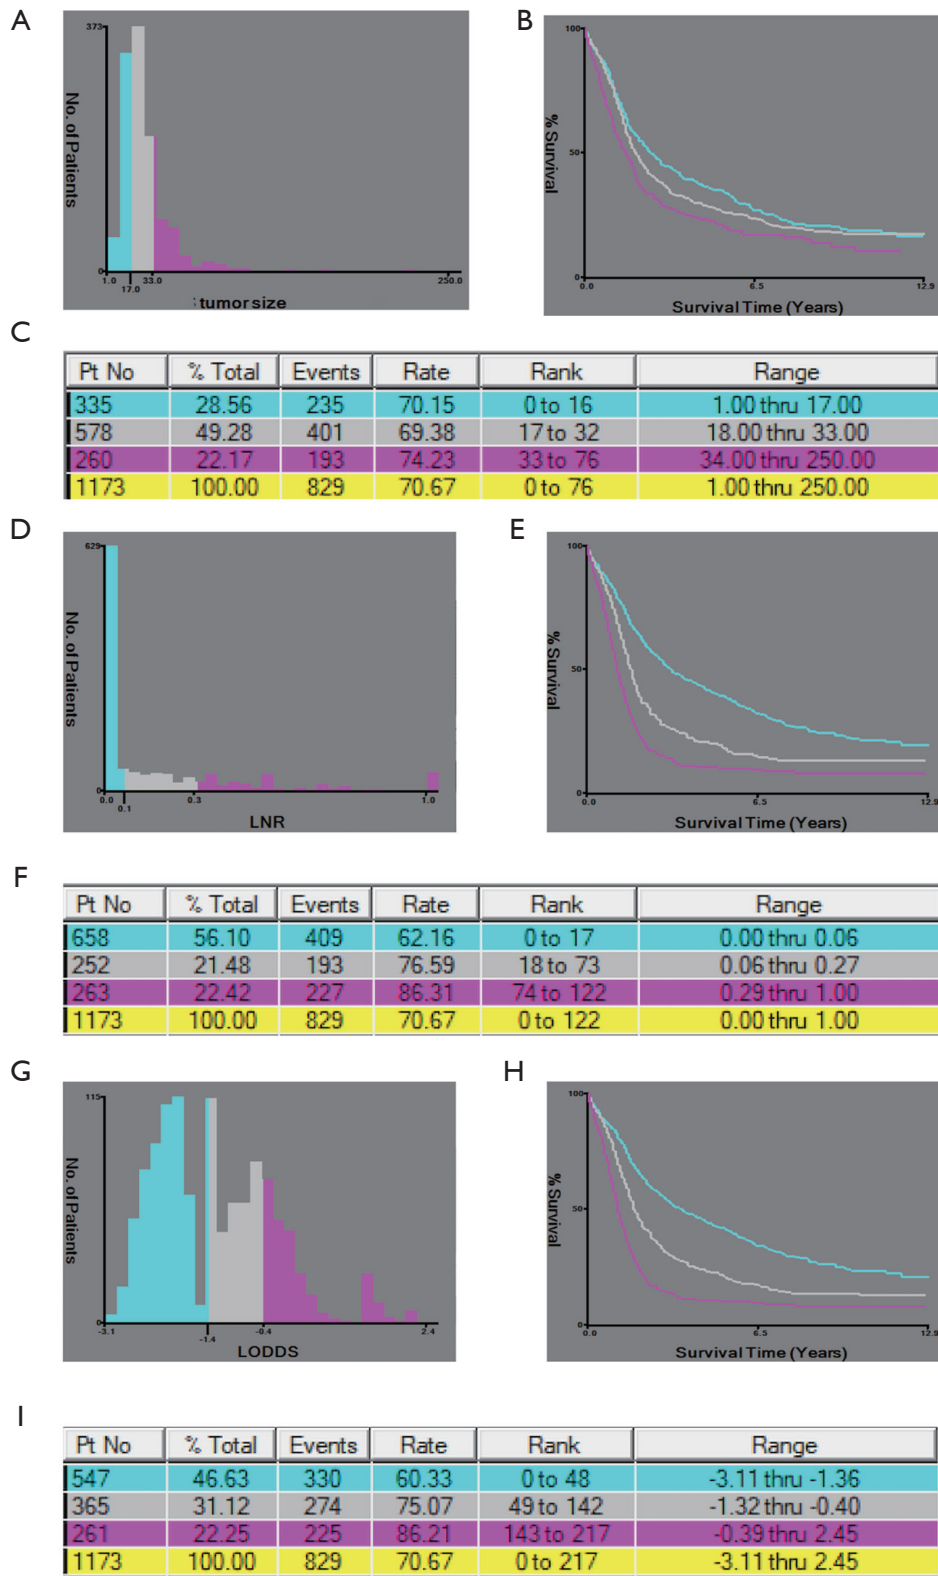 A
373
No. of Patients
0
1.0
17.0
33.0
250.0
tumor size
B
100
% Survival
50
0
0.0
6.5
12.9
Survival Time (Years)
C
Pt No % Total Events Rate Rank Range
335 28.56 235 70.15 0 to 16 1.00 thru 17.00
578 49.28 401 69.38 17 to 32 18.00 thru 33.00
260 22.17 193 74.23 33 to 76 34.00 thru 250.00
1173 100.00 829 70.67 0 to 76 1.00 thru 250.00
D
629
No. of Patients
0
0.0
0.1
0.3
1.0
LNR
E
100
% Survival
50
0
0.0
6.5
12.9
Survival Time (Years)
F
Pt No % Total Events Rate Rank Range
658 56.10 409 62.16 0 to 17 0.00 thru 0.06
252 21.48 193 76.59 18 to 73 0.06 thru 0.27
263 22.42 227 86.31 74 to 122 0.29 thru 1.00
1173 100.00 829 70.67 0 to 122 0.00 thru 1.00
G
115
No. of Patients
0
-3.1
-1.4
-0.4
2.4
LODDS
H
100
% Survival
50
0
0.0
6.5
12.9
Survival Time (Years)
I
Pt No % Total Events Rate Rank Range
547 46.63 330 60.33 0 to 48 -3.11 thru -1.36
365 31.12 274 75.07 49 to 142 -1.32 thru -0.40
261 22.25 225 86.21 143 to 217 -0.39 thru 2.45
1173 100.00 829 70.67 0 to 217 -3.11 thru 2.45